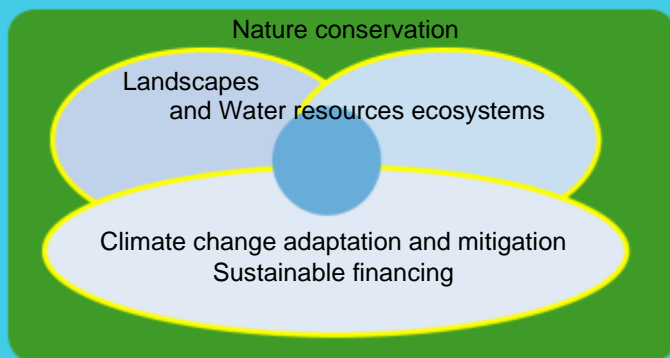 Nature conservation
Landscapes
and Water resources ecosystems
Climate change adaptation and mitigation
Sustainable financing